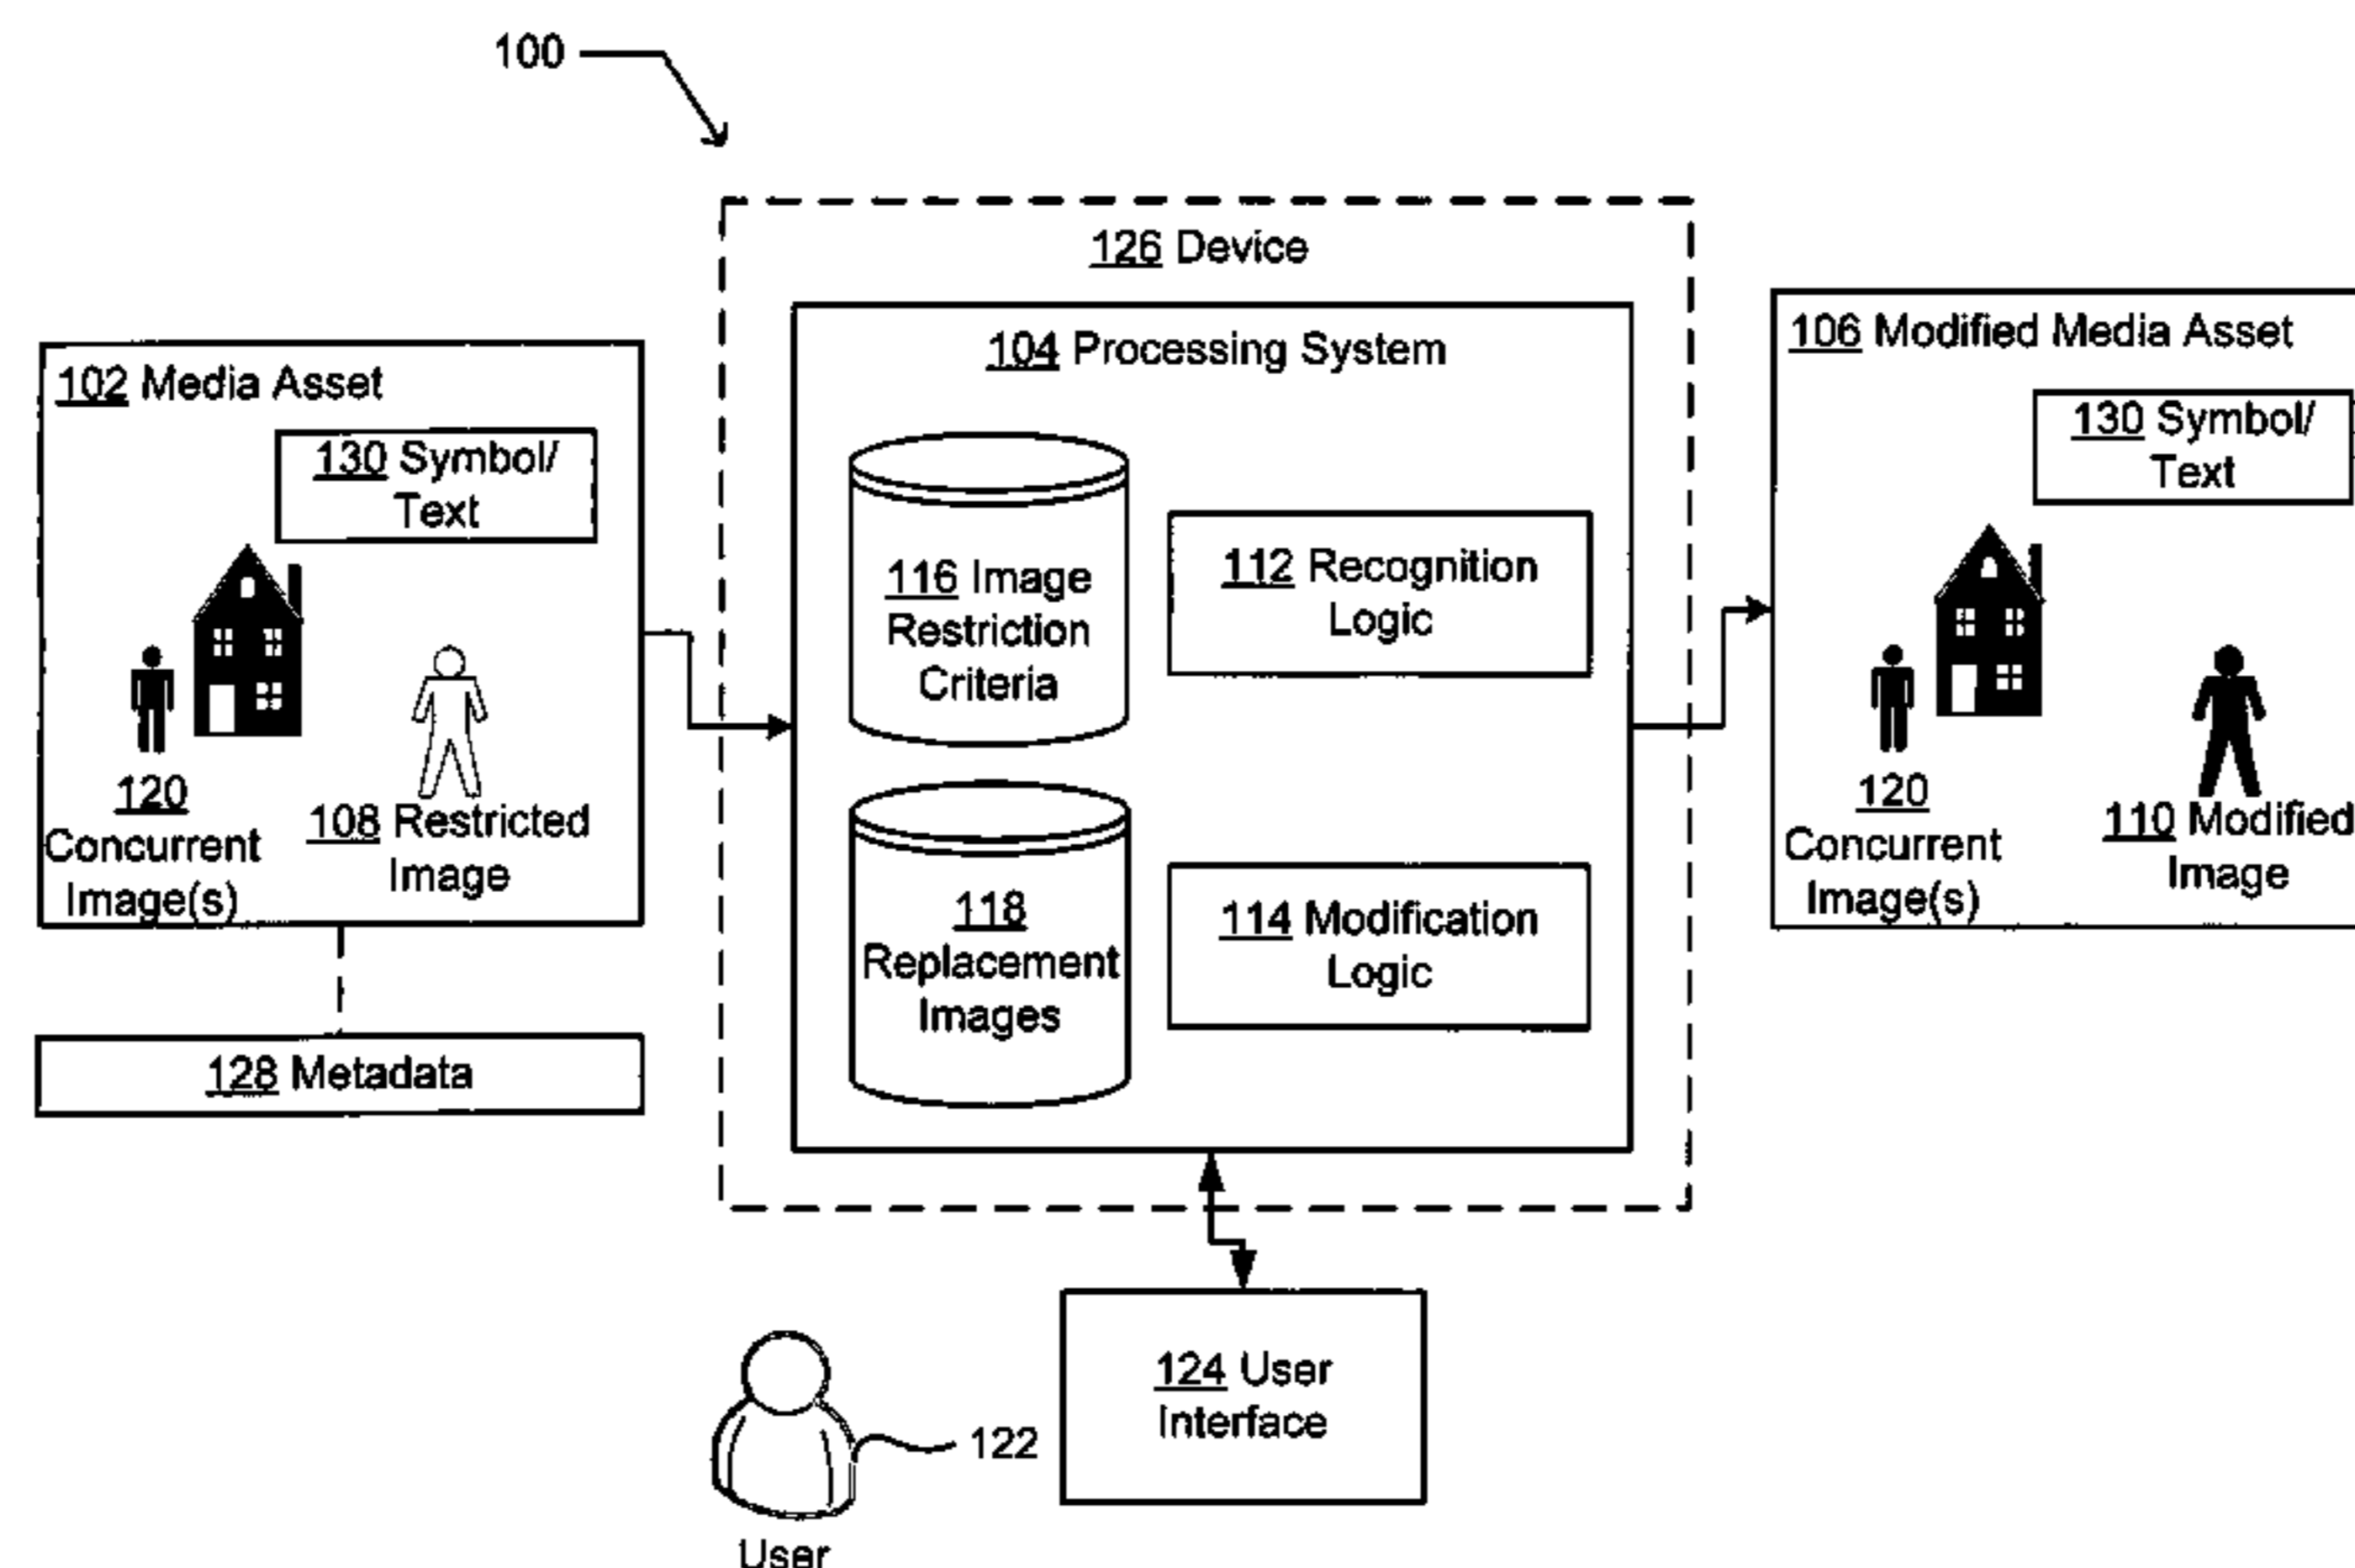 100
126 Device
104 Processing System
116 Image
Restriction
Criteria
112 Recognition
Logic
118
Replacement
Images
114 Modification
Logic
102 Media Asset
130 Symbol/
Text
120
Concurrent
Image(s)
108 Restricted
Image
128 Metadata
106 Modified Media Asset
130 Symbol/
Text
120
Concurrent
Image(s)
110 Modified
Image
124 User
Interface
122
User